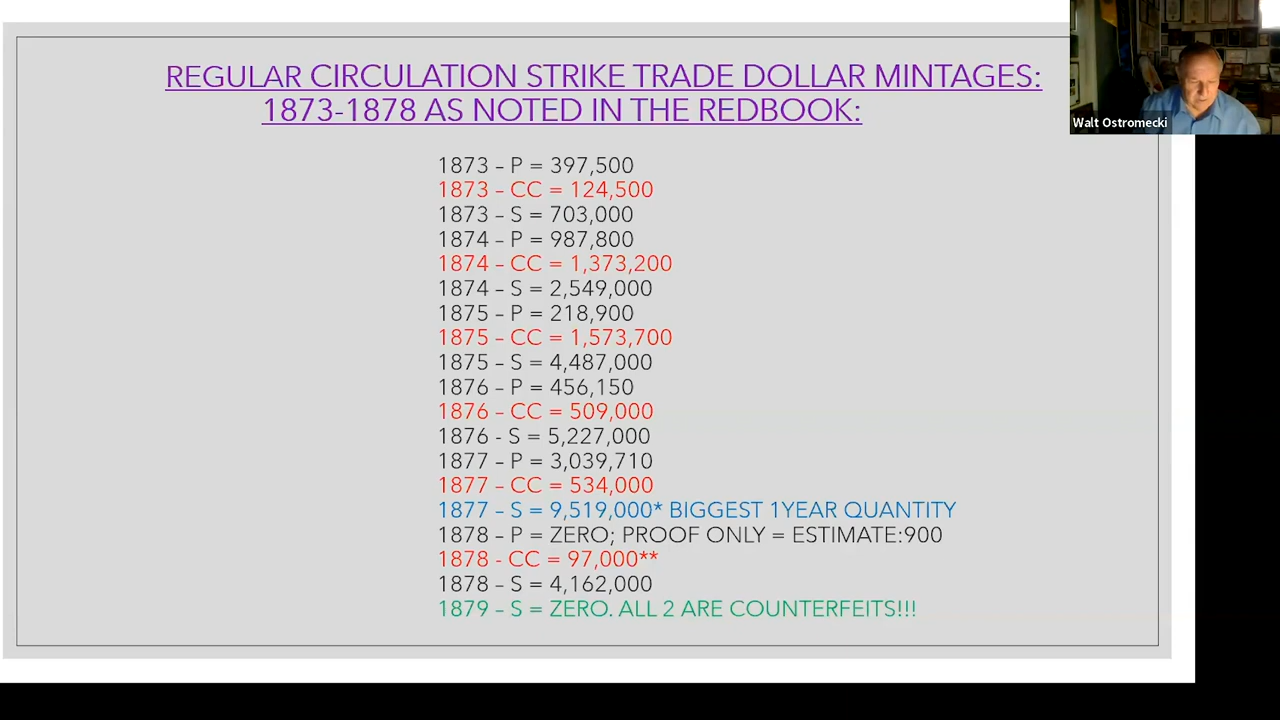 REGULAR CIRCULATION STRIKE TRADE DOLLAR MINTAGES:
1873-1878 AS NOTED IN THE REDBOOK:
Walt Ostromecki
1873 – P = 397,500
1873 – CC = 124,500
1873 – S = 703,000
1874 – P = 987,800
1874 – CC = 1,373,200
1874 – S = 2,549,000
1875 – P = 218,900
1875 – CC = 1,573,700
1875 – S = 4,487,000
1876 – P = 456,150
1876 – CC = 509,000
1876 - S = 5,227,000
1877 – P = 3,039,710
1877 – CC = 534,000
1877 – S = 9,519,000* BIGGEST 1YEAR QUANTITY
1878 – P = ZERO; PROOF ONLY = ESTIMATE:900
1878 - CC = 97,000**
1878 – S = 4,162,000
1879 – S = ZERO. ALL 2 ARE COUNTERFEITS!!!